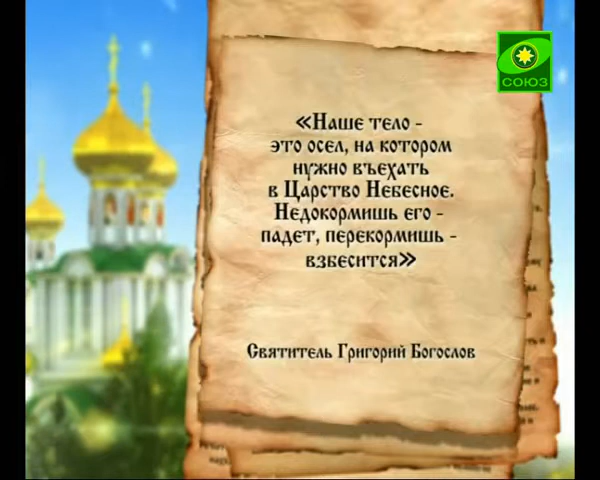 СОЮЗ
«Наше тело -
это осел, на котором
нужно въехать
в Царство Небесное.
Недокормишь его -
падет, перекормишь -
взбесится»
Святитель Григорий Богослов